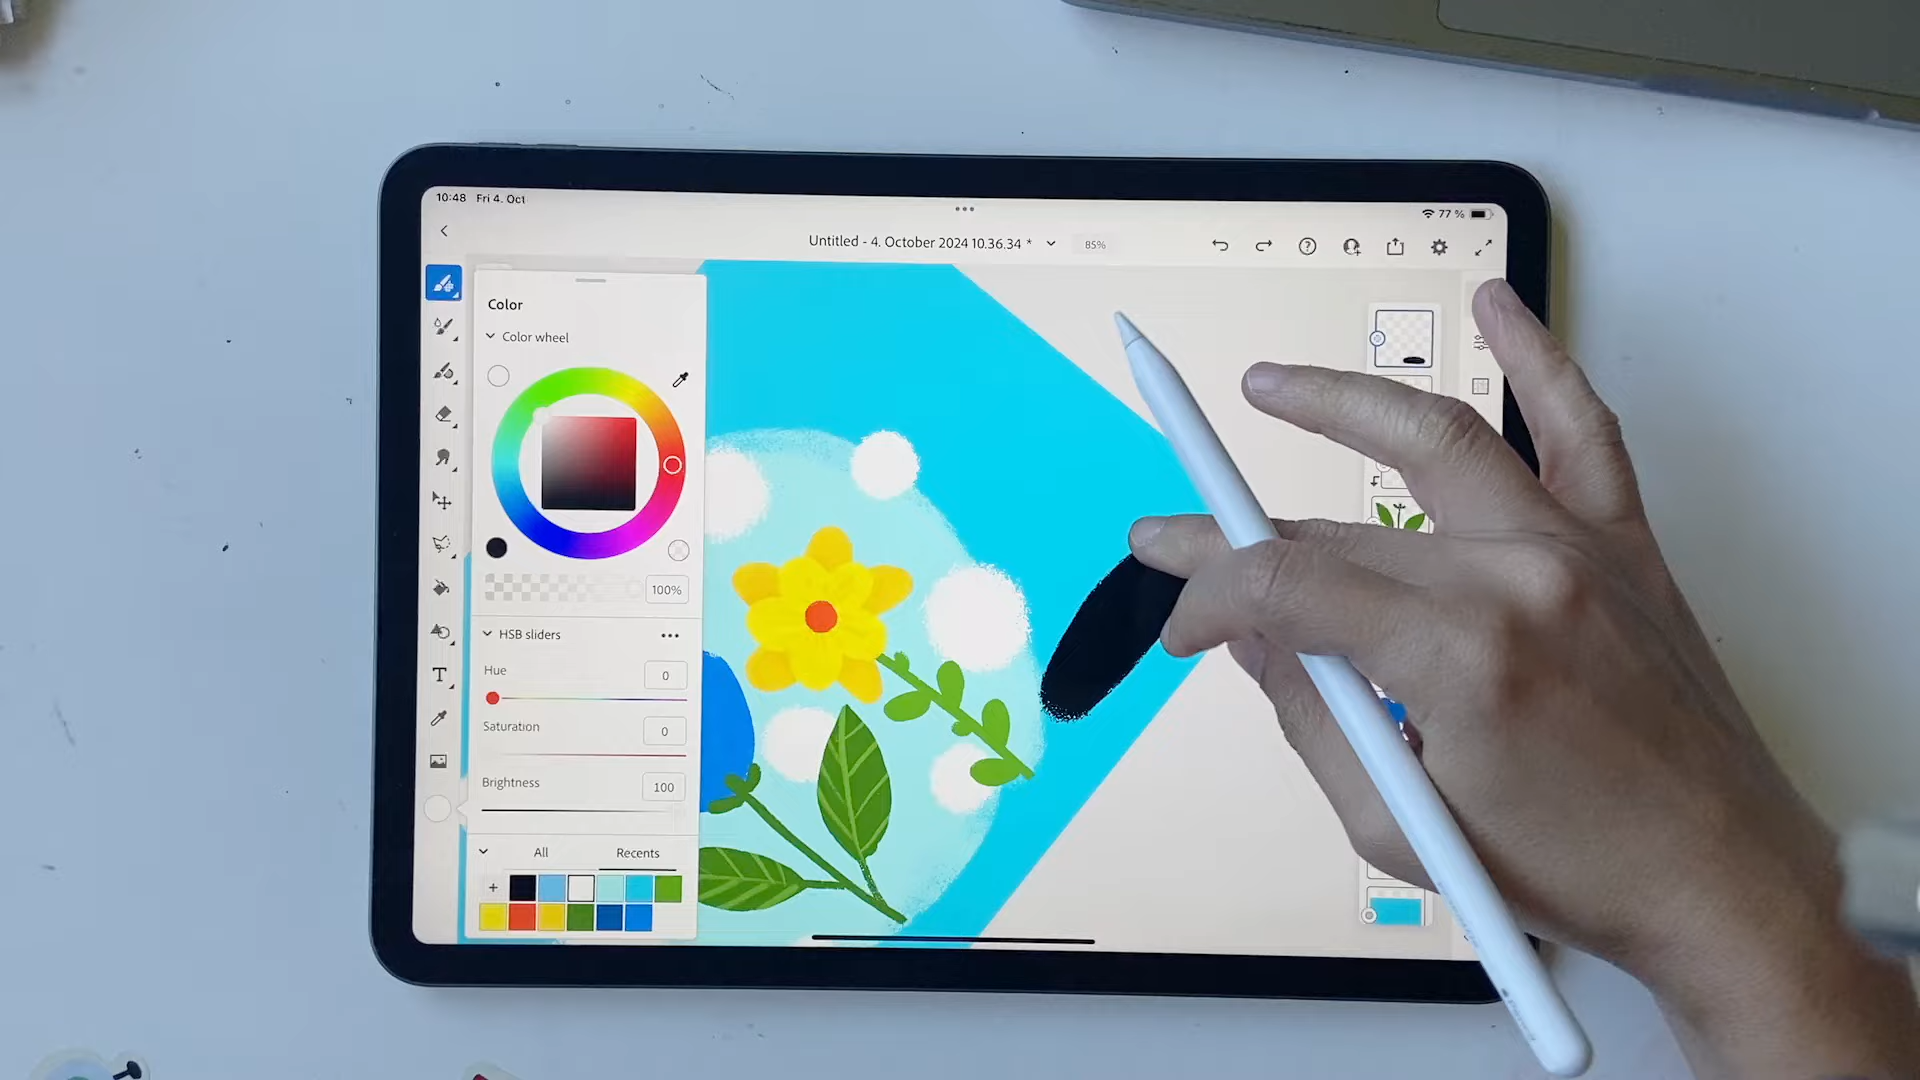 10:48 Fri 4. Oct
77 %
Untitled - 4. October 2024 10.36.34 *
85%
Color
Color wheel
100%
HSB sliders
Hue
0
Saturation
0
Brightness
100
All
Recents
T